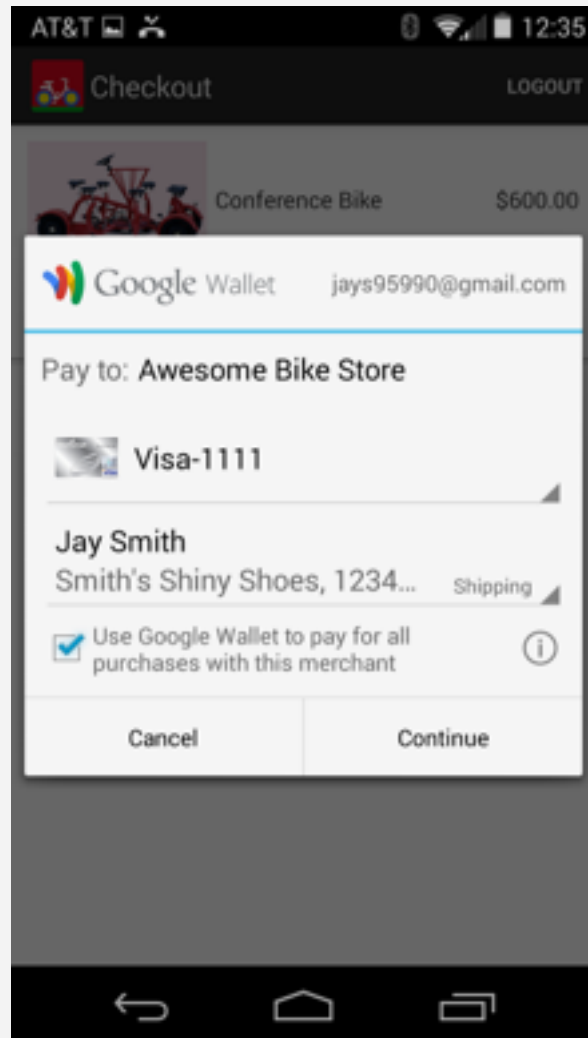 AT&T 12:35
Checkout LOGOUT
Conference Bike $600.00
Google Wallet jays95990@gmail.com
Pay to: Awesome Bike Store
Visa-1111
Jay Smith
Smith's Shiny Shoes, 1234... Shipping
Use Google Wallet to pay for all
purchases with this merchant
Cancel Continue